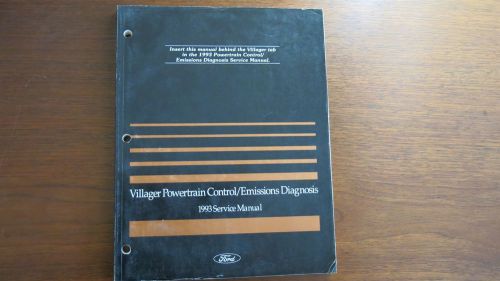 Insert this manual behind the Villager tab
in the 1993 Powertrain Control/
Emissions Diagnosis Service Manual.
Villager Powertrain Control/Emissions Diagnosis
1993 Service Manual
Ford